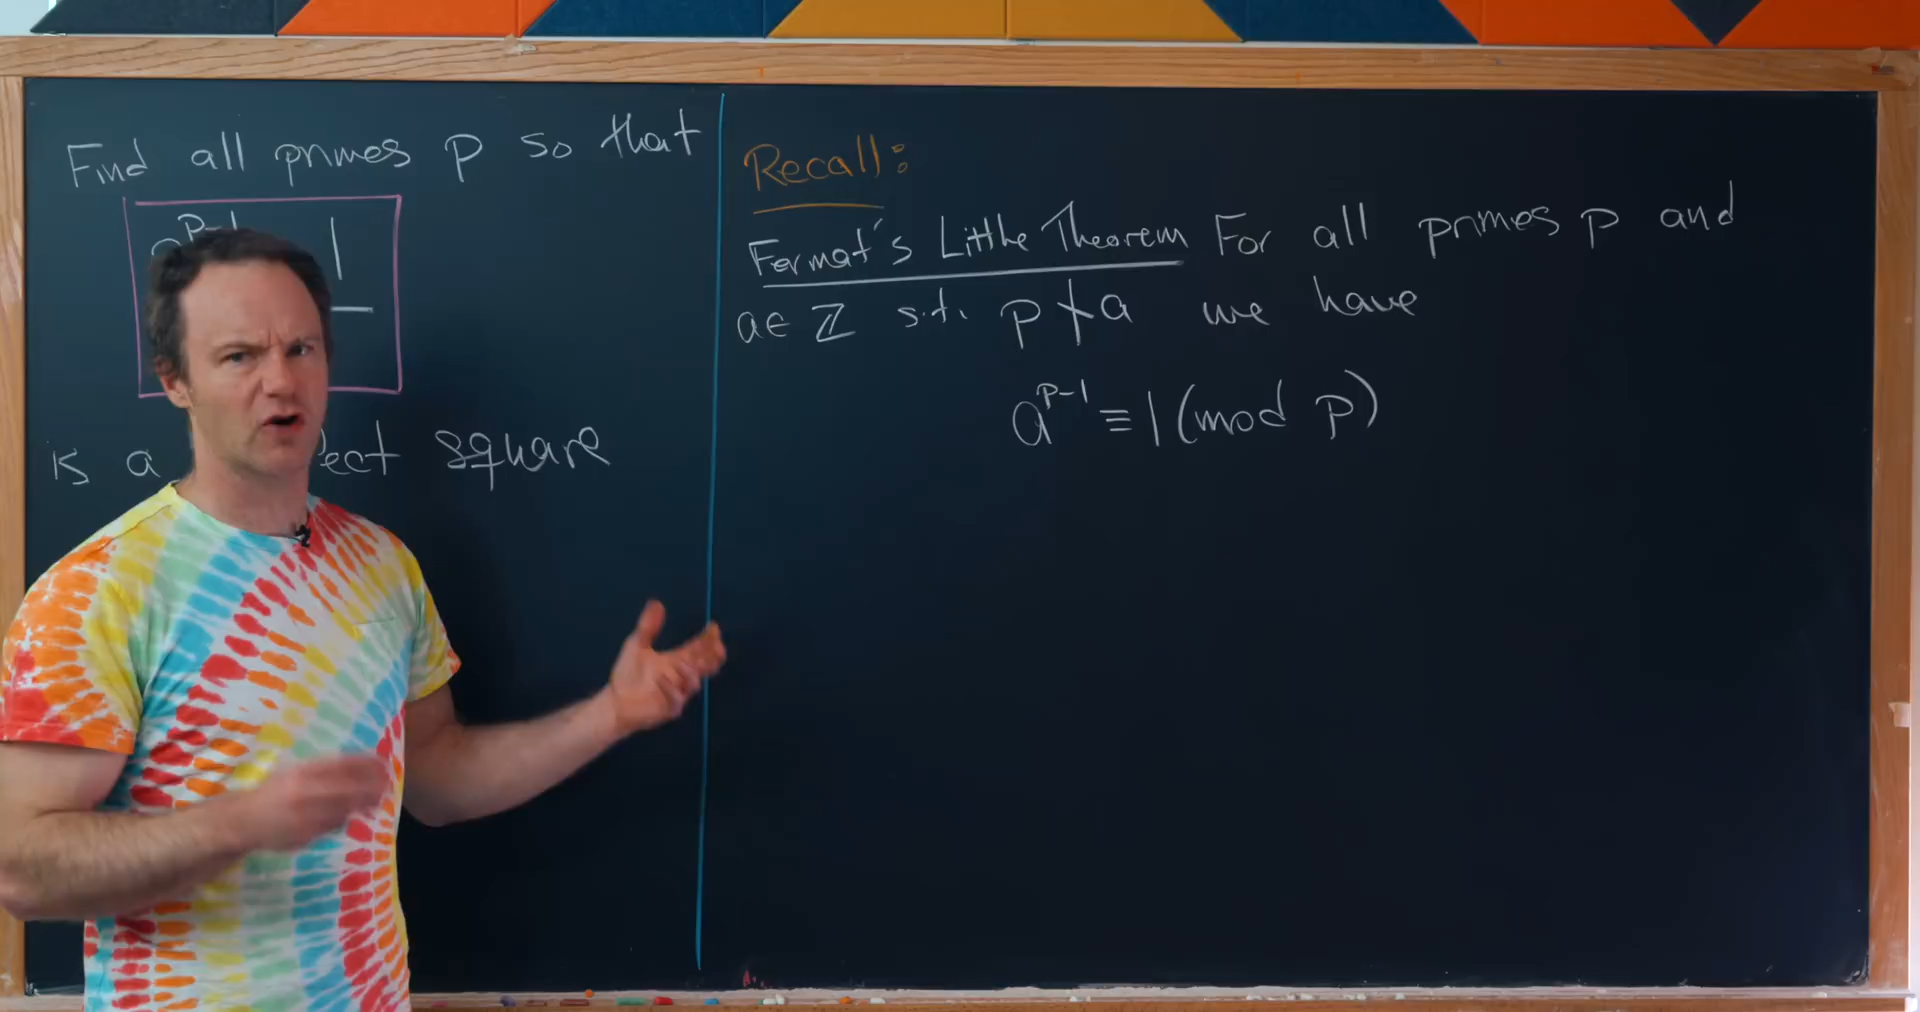 Find all primes p so that
p-1 1
is a ect square
Recall:
Fermat's Little Theorem For all primes p and
a∈ℤ s.t. p∤a we have
a^{p-1} ≡ 1 (mod p)